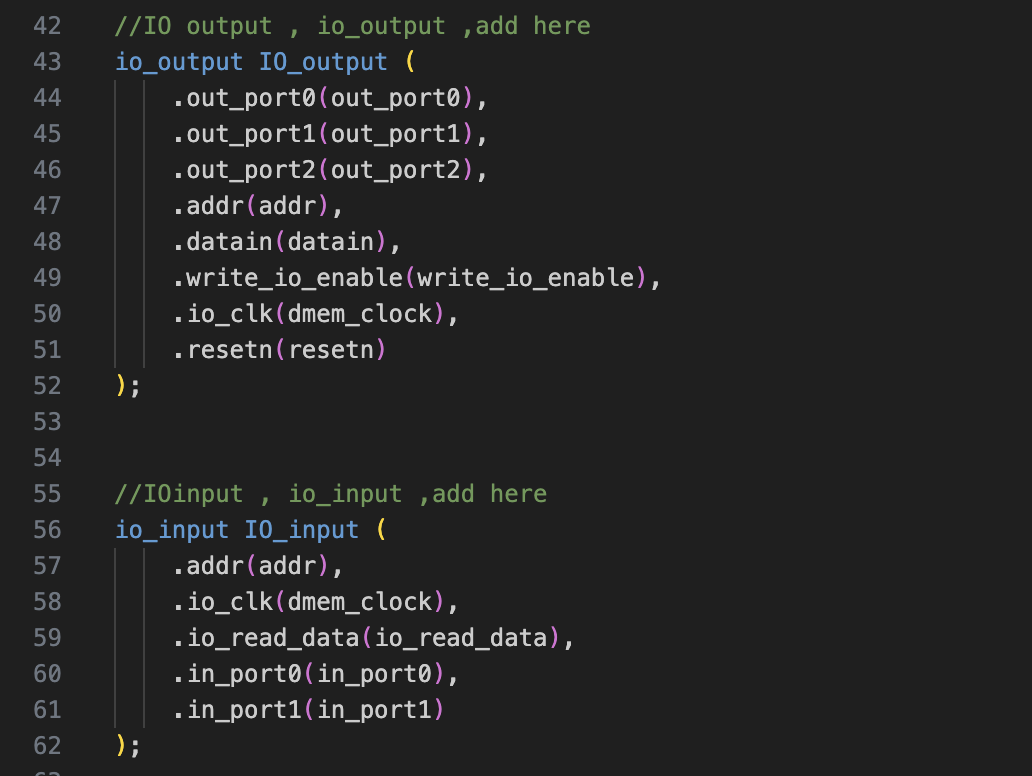 42 //IO output , io_output ,add here
43 io_output IO_output (
44 .out_port0(out_port0),
45 .out_port1(out_port1),
46 .out_port2(out_port2),
47 .addr(addr),
48 .datain(datain),
49 .write_io_enable(write_io_enable),
50 .io_clk(dmem_clock),
51 .resetn(resetn)
52 );
53
54
55 //IOinput , io_input ,add here
56 io_input IO_input (
57 .addr(addr),
58 .io_clk(dmem_clock),
59 .io_read_data(io_read_data),
60 .in_port0(in_port0),
61 .in_port1(in_port1)
62 );